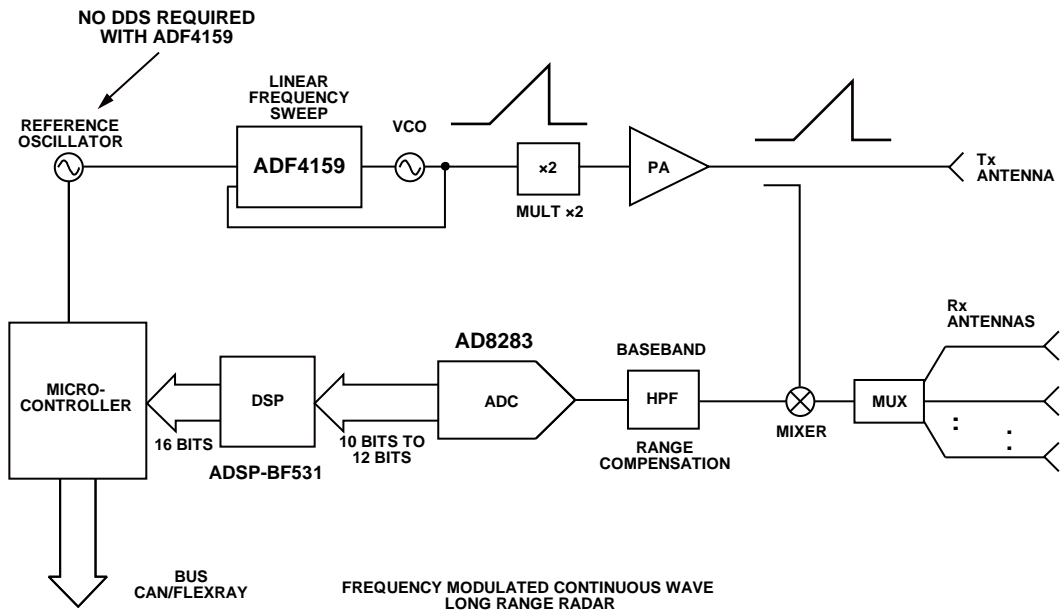 NO DDS REQUIRED
WITH ADF4159
REFERENCE
OSCILLATOR
LINEAR
FREQUENCY
SWEEP
ADF4159
VCO
×2
MULT ×2
PA
Tx
ANTENNA
MICRO-
CONTROLLER
16 BITS
DSP
ADSP-BF531
10 BITS TO
12 BITS
AD8283
ADC
BASEBAND
HPF
RANGE
COMPENSATION
MIXER
MUX
Rx
ANTENNAS
BUS
CAN/FLEXRAY
FREQUENCY MODULATED CONTINUOUS WAVE
LONG RANGE RADAR